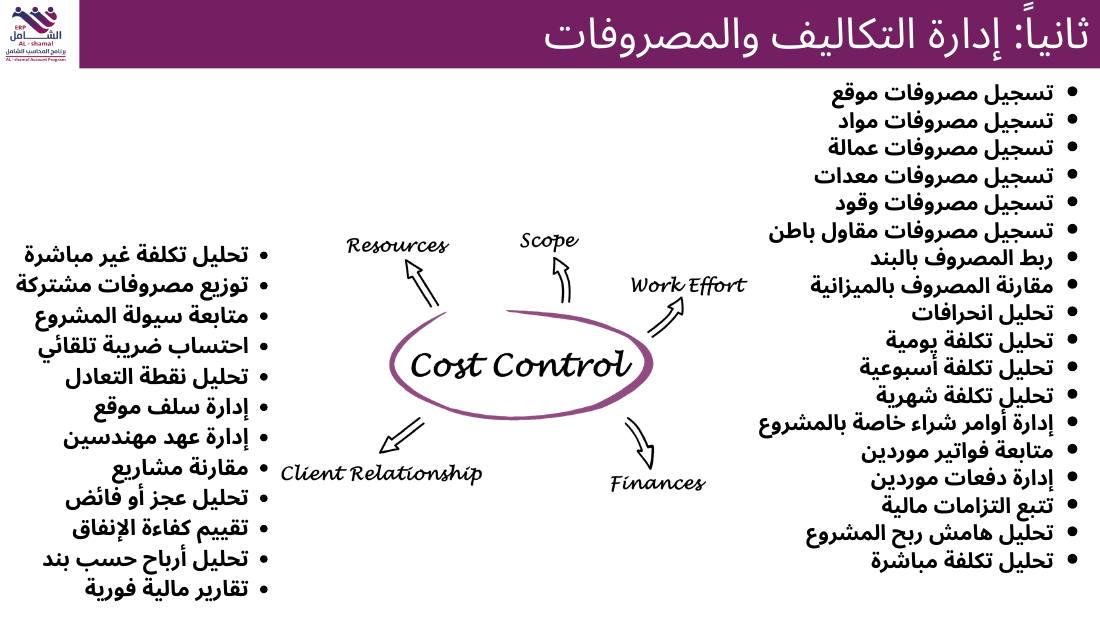 ثانياً: إدارة التكاليف والمصروفات
ERP
الشامل
AL - shamal
برنامج المحاسب الشامل
AL - shamel Account Program
تسجيل مصروفات موقع
تسجيل مصروفات مواد
تسجيل مصروفات عمالة
تسجيل مصروفات معدات
تسجيل مصروفات وقود
تسجيل مصروفات مقاول باطن
ربط المصروف بالبند
مقارنة المصروف بالميزانية
تحليل انحرافات
تحليل تكلفة يومية
تحليل تكلفة أسبوعية
تحليل تكلفة شهرية
إدارة أوامر شراء خاصة بالمشروع
متابعة فواتير موردين
إدارة دفعات موردين
تتبع التزامات مالية
تحليل هامش ربح المشروع
تحليل تكلفة مباشرة
Resources
Scope
Work Effort
Cost Control
Client Relationship
Finances
تحليل تكلفة غير مباشرة
توزيع مصروفات مشتركة
متابعة سيولة المشروع
احتساب ضريبة تلقائي
تحليل نقطة التعادل
إدارة سلف موقع
إدارة عهد مهندسين
مقارنة مشاريع
تحليل عجز أو فائض
تقييم كفاءة الإنفاق
تحليل أرباح حسب بند
تقارير مالية فورية